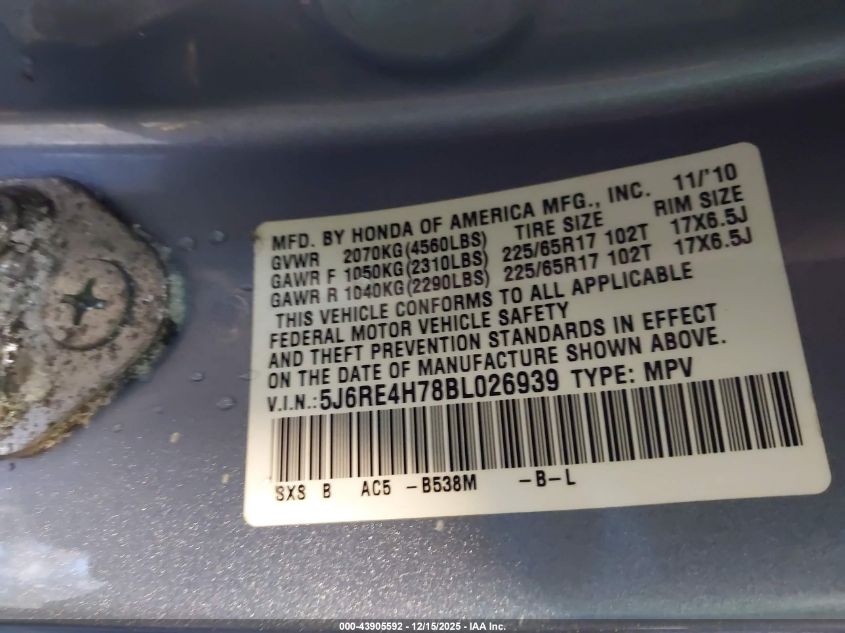 MFD. BY HONDA OF AMERICA MFG., INC. 11/'10
GVWR 2070KG(4560LBS) TIRE SIZE RIM SIZE
GAWR F 1050KG(2310LBS) 225/65R17 102T 17X6.5J
GAWR R 1040KG(2290LBS) 225/65R17 102T 17X6.5J
THIS VEHICLE CONFORMS TO ALL APPLICABLE
FEDERAL MOTOR VEHICLE SAFETY
AND THEFT PREVENTION STANDARDS IN EFFECT
ON THE DATE OF MANUFACTURE SHOWN ABOVE.
V.I.N.:5J6RE4H78BL026939 TYPE: MPV
SXS B AC5 -B538M -B-L
000-43905592 - 12/15/2025 - IAA Inc.